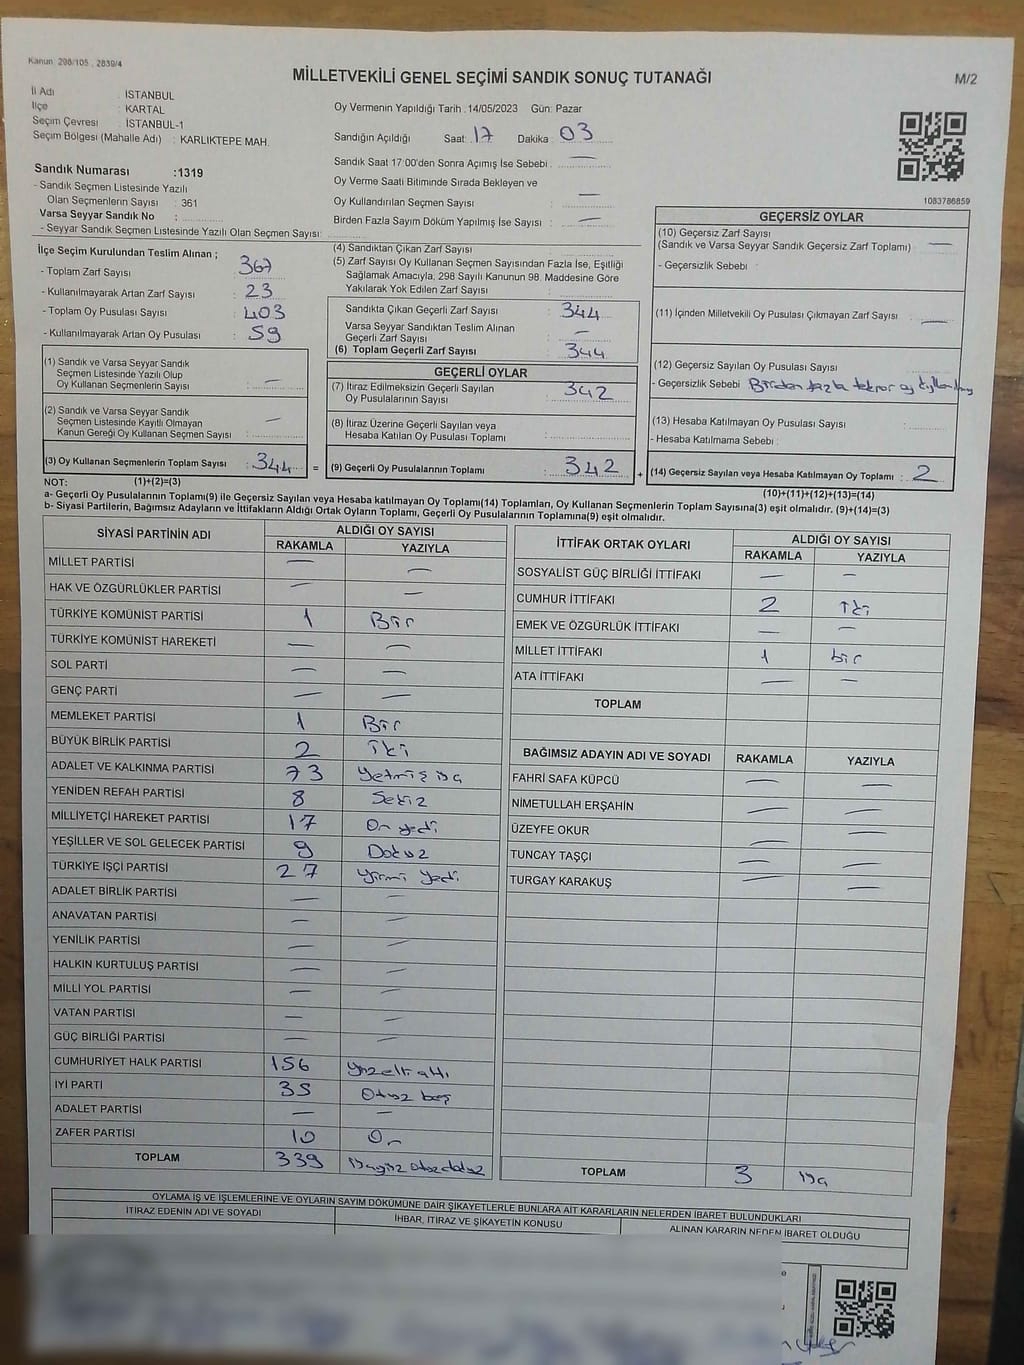 Kanun 298/105 , 2839/4
MİLLETVEKİLİ GENEL SEÇİMİ SANDIK SONUÇ TUTANAĞI
M/2
İl Adı : İSTANBUL
İlçe : KARTAL
Seçim Çevresi : İSTANBUL-1
Seçim Bölgesi (Mahalle Adı) : KARLIKTEPE MAH.
Sandık Numarası :1319
- Sandık Seçmen Listesinde Yazılı
Olan Seçmenlerin Sayısı : 361
Varsa Seyyar Sandık No :
- Seyyar Sandık Seçmen Listesinde Yazılı Olan Seçmen Sayısı:
Oy Vermenin Yapıldığı Tarih : 14/05/2023 Gün: Pazar
Sandığın Açıldığı Saat : 17 Dakika : 03
Sandık Saat 17:00'den Sonra Açımış İse Sebebi : —
Oy Verme Saati Bitiminde Sırada Bekleyen ve
Oy Kullandırılan Seçmen Sayısı : —
Birden Fazla Sayım Döküm Yapılmış İse Sayısı : —
1083786859
İlçe Seçim Kurulundan Teslim Alınan ;
- Toplam Zarf Sayısı : 367
- Kullanılmayarak Artan Zarf Sayısı : 23
- Toplam Oy Pusulası Sayısı : 403
- Kullanılmayarak Artan Oy Pusulası : 59
(1) Sandık ve Varsa Seyyar Sandık
Seçmen Listesinde Yazılı Olup
Oy Kullanan Seçmenlerin Sayısı : —
(2) Sandık ve Varsa Seyyar Sandık
Seçmen Listesinde Kayıtlı Olmayan
Kanun Gereği Oy Kullanan Seçmen Sayısı : —
(3) Oy Kullanan Seçmenlerin Toplam Sayısı : 344 =
(4) Sandıktan Çıkan Zarf Sayısı :
(5) Zarf Sayısı Oy Kullanan Seçmen Sayısından Fazla İse, Eşitliği
Sağlamak Amacıyla, 298 Sayılı Kanunun 98. Maddesine Göre
Yakılarak Yok Edilen Zarf Sayısı :
Sandıkta Çıkan Geçerli Zarf Sayısı : 344
Varsa Seyyar Sandıktan Teslim Alınan
Geçerli Zarf Sayısı : —
(6) Toplam Geçerli Zarf Sayısı : 344
GEÇERLİ OYLAR
(7) İtiraz Edilmeksizin Geçerli Sayılan
Oy Pusulalarının Sayısı : 342
(8) İtiraz Üzerine Geçerli Sayılan veya
Hesaba Katılan Oy Pusulası Toplamı :
(9) Geçerli Oy Pusulalarının Toplamı : 342 +
GEÇERSİZ OYLAR
(10) Geçersiz Zarf Sayısı
(Sandık ve Varsa Seyyar Sandık Geçersiz Zarf Toplamı) : —
- Geçersizlik Sebebi :
(11) İçinden Milletvekili Oy Pusulası Çıkmayan Zarf Sayısı : —
(12) Geçersiz Sayılan Oy Pusulası Sayısı :
- Geçersizlik Sebebi : Birden fazla tekrar oy
(13) Hesaba Katılmayan Oy Pusulası Sayısı :
- Hesaba Katılmama Sebebi :
(14) Geçersiz Sayılan veya Hesaba Katılmayan Oy Toplamı : 2
NOT: (1)+(2)=(3)
(10)+(11)+(12)+(13)=(14)
a- Geçerli Oy Pusulalarının Toplamı(9) ile Geçersiz Sayılan veya Hesaba katılmayan Oy Toplamı(14) Toplamları, Oy Kullanan Seçmenlerin Toplam Sayısına(3) eşit olmalıdır. (9)+(14)=(3)
b- Siyasi Partilerin, Bağımsız Adayların ve İttifakların Aldığı Ortak Oyların Toplamı, Geçerli Oy Pusulalarının Toplamına(9) eşit olmalıdır.
SİYASİ PARTİNİN ADI ALDIĞI OY SAYISI
RAKAMLA YAZIYLA
MİLLET PARTİSİ — —
HAK VE ÖZGÜRLÜKLER PARTİSİ — —
TÜRKİYE KOMÜNİST PARTİSİ 1 Bir
TÜRKİYE KOMÜNİST HAREKETİ — —
SOL PARTİ — —
GENÇ PARTİ — —
MEMLEKET PARTİSİ 1 Bir
BÜYÜK BİRLİK PARTİSİ 2 iki
ADALET VE KALKINMA PARTİSİ 73 Yetmiş üç
YENİDEN REFAH PARTİSİ 8 Sekiz
MİLLİYETÇİ HAREKET PARTİSİ 17 On yedi
YEŞİLLER VE SOL GELECEK PARTİSİ 9 Dokuz
TÜRKİYE İŞÇİ PARTİSİ 27 Yirmi Yedi
ADALET BİRLİK PARTİSİ — —
ANAVATAN PARTİSİ — —
YENİLİK PARTİSİ — —
HALKIN KURTULUŞ PARTİSİ — —
MİLLİ YOL PARTİSİ — —
VATAN PARTİSİ — —
GÜÇ BİRLİĞİ PARTİSİ — —
CUMHURİYET HALK PARTİSİ 156 yüzelli altı
İYİ PARTİ 35 Otuz beş
ADALET PARTİSİ — —
ZAFER PARTİSİ 10 On
TOPLAM 339 üçyüz otuzdokuz
İTTİFAK ORTAK OYLARI ALDIĞI OY SAYISI
RAKAMLA YAZIYLA
SOSYALİST GÜÇ BİRLİĞİ İTTİFAKI — —
CUMHUR İTTİFAKI 2 iki
EMEK VE ÖZGÜRLÜK İTTİFAKI — —
MİLLET İTTİFAKI 1 bir
ATA İTTİFAKI — —
TOPLAM
BAĞIMSIZ ADAYIN ADI VE SOYADI RAKAMLA YAZIYLA
FAHRİ SAFA KÜPCÜ — —
NİMETULLAH ERŞAHİN — —
ÜZEYFE OKUR — —
TUNCAY TAŞÇI — —
TURGAY KARAKUŞ — —
TOPLAM 3 üç
OYLAMA İŞ VE İŞLEMLERİNE VE OYLARIN SAYIM DÖKÜMÜNE DAİR ŞİKAYETLERLE BUNLARA AİT KARARLARIN NELERDEN İBARET BULUNDUKLARI
İTİRAZ EDENİN ADI VE SOYADI İHBAR, İTİRAZ VE ŞİKAYETİN KONUSU ALINAN KARARIN NEDEN İBARET OLDUĞU